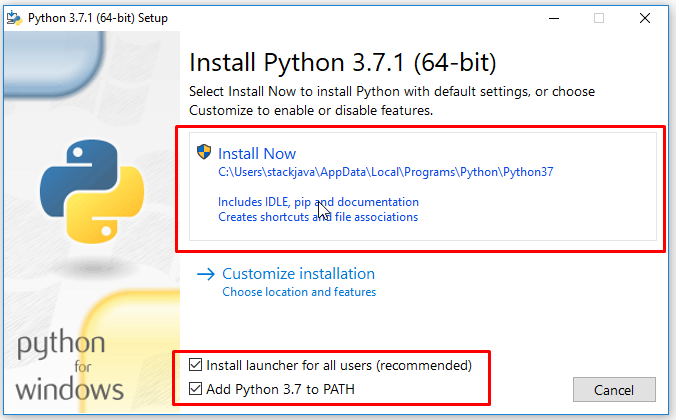 Python 3.7.1 (64-bit) Setup
Install Python 3.7.1 (64-bit)
Select Install Now to install Python with default settings, or choose
Customize to enable or disable features.
Install Now
C:\Users\stackjava\AppData\Local\Programs\Python\Python37
Includes IDLE, pip and documentation
Creates shortcuts and file associations
Customize installation
Choose location and features
python
for
windows
Install launcher for all users (recommended)
Add Python 3.7 to PATH
Cancel